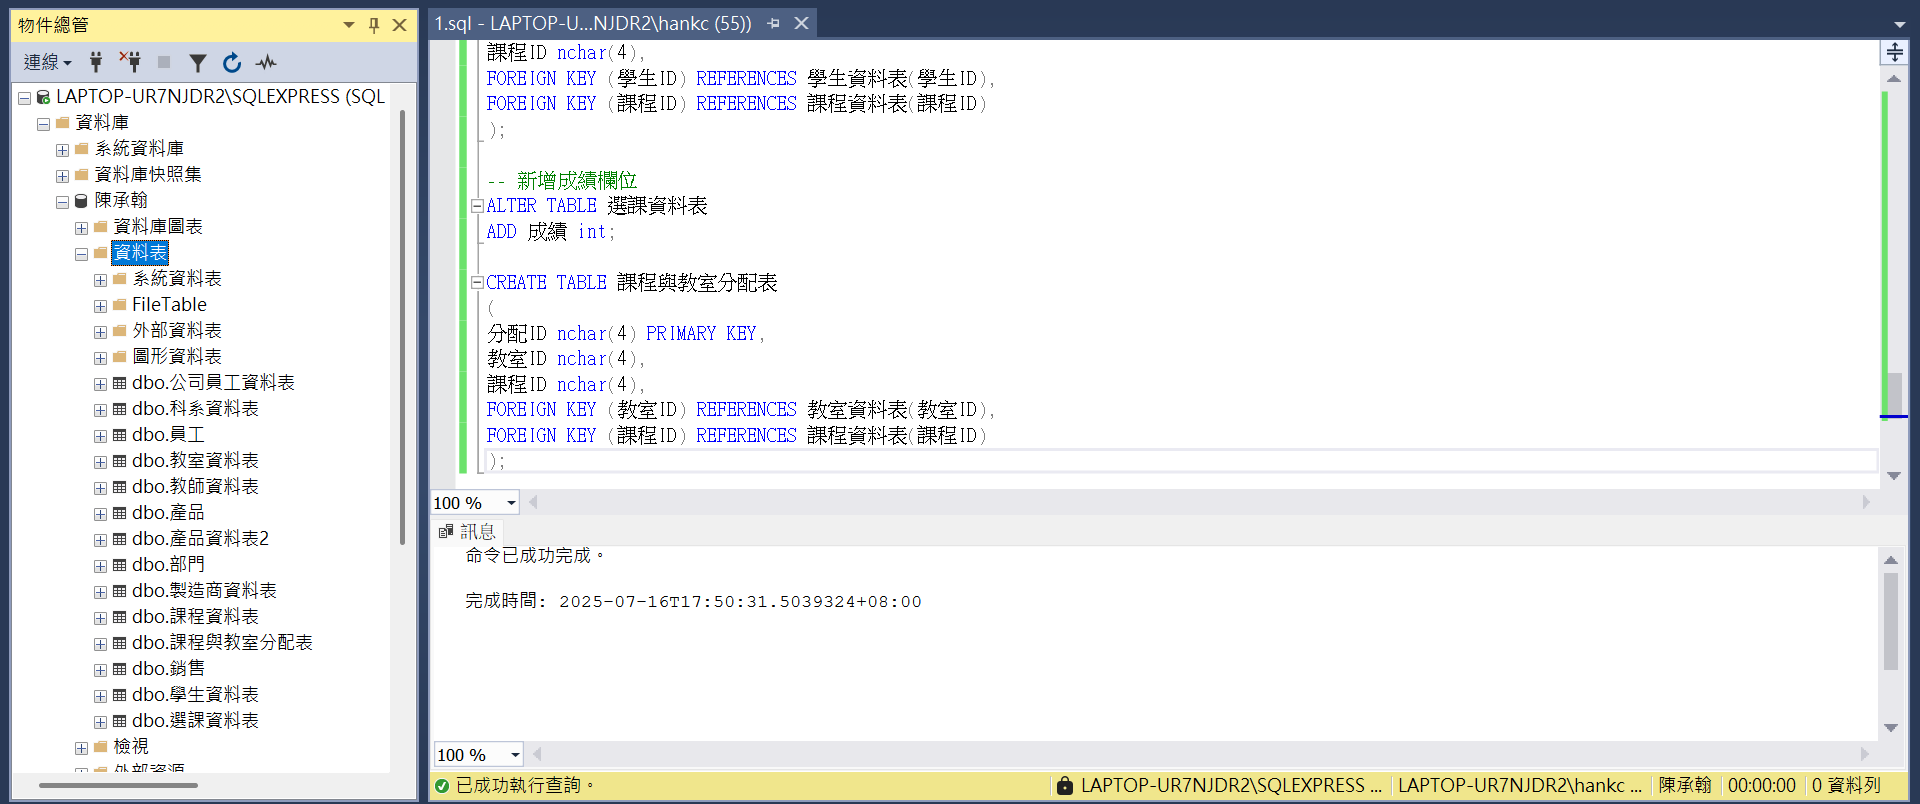 物件總管
連線
LAPTOP-UR7NJDR2\SQLEXPRESS (SQL
資料庫
系統資料庫
資料庫快照集
陳承翰
資料庫圖表
資料表
系統資料表
FileTable
外部資料表
圖形資料表
dbo.公司員工資料表
dbo.科系資料表
dbo.員工
dbo.教室資料表
dbo.教師資料表
dbo.產品
dbo.產品資料表2
dbo.部門
dbo.製造商資料表
dbo.課程資料表
dbo.課程與教室分配表
dbo.銷售
dbo.學生資料表
dbo.選課資料表
檢視
外部資源
1.sql - LAPTOP-U...NJDR2\hankc (55))
課程ID nchar(4),
FOREIGN KEY (學生ID) REFERENCES 學生資料表(學生ID),
FOREIGN KEY (課程ID) REFERENCES 課程資料表(課程ID)
);
-- 新增成績欄位
ALTER TABLE 選課資料表
ADD 成績 int;
CREATE TABLE 課程與教室分配表
(
分配ID nchar(4) PRIMARY KEY,
教室ID nchar(4),
課程ID nchar(4),
FOREIGN KEY (教室ID) REFERENCES 教室資料表(教室ID),
FOREIGN KEY (課程ID) REFERENCES 課程資料表(課程ID)
);
100 %
訊息
命令已成功完成。
完成時間: 2025-07-16T17:50:31.5039324+08:00
100 %
已成功執行查詢。
LAPTOP-UR7NJDR2\SQLEXPRESS ...
LAPTOP-UR7NJDR2\hankc ...
陳承翰
00:00:00
0 資料列